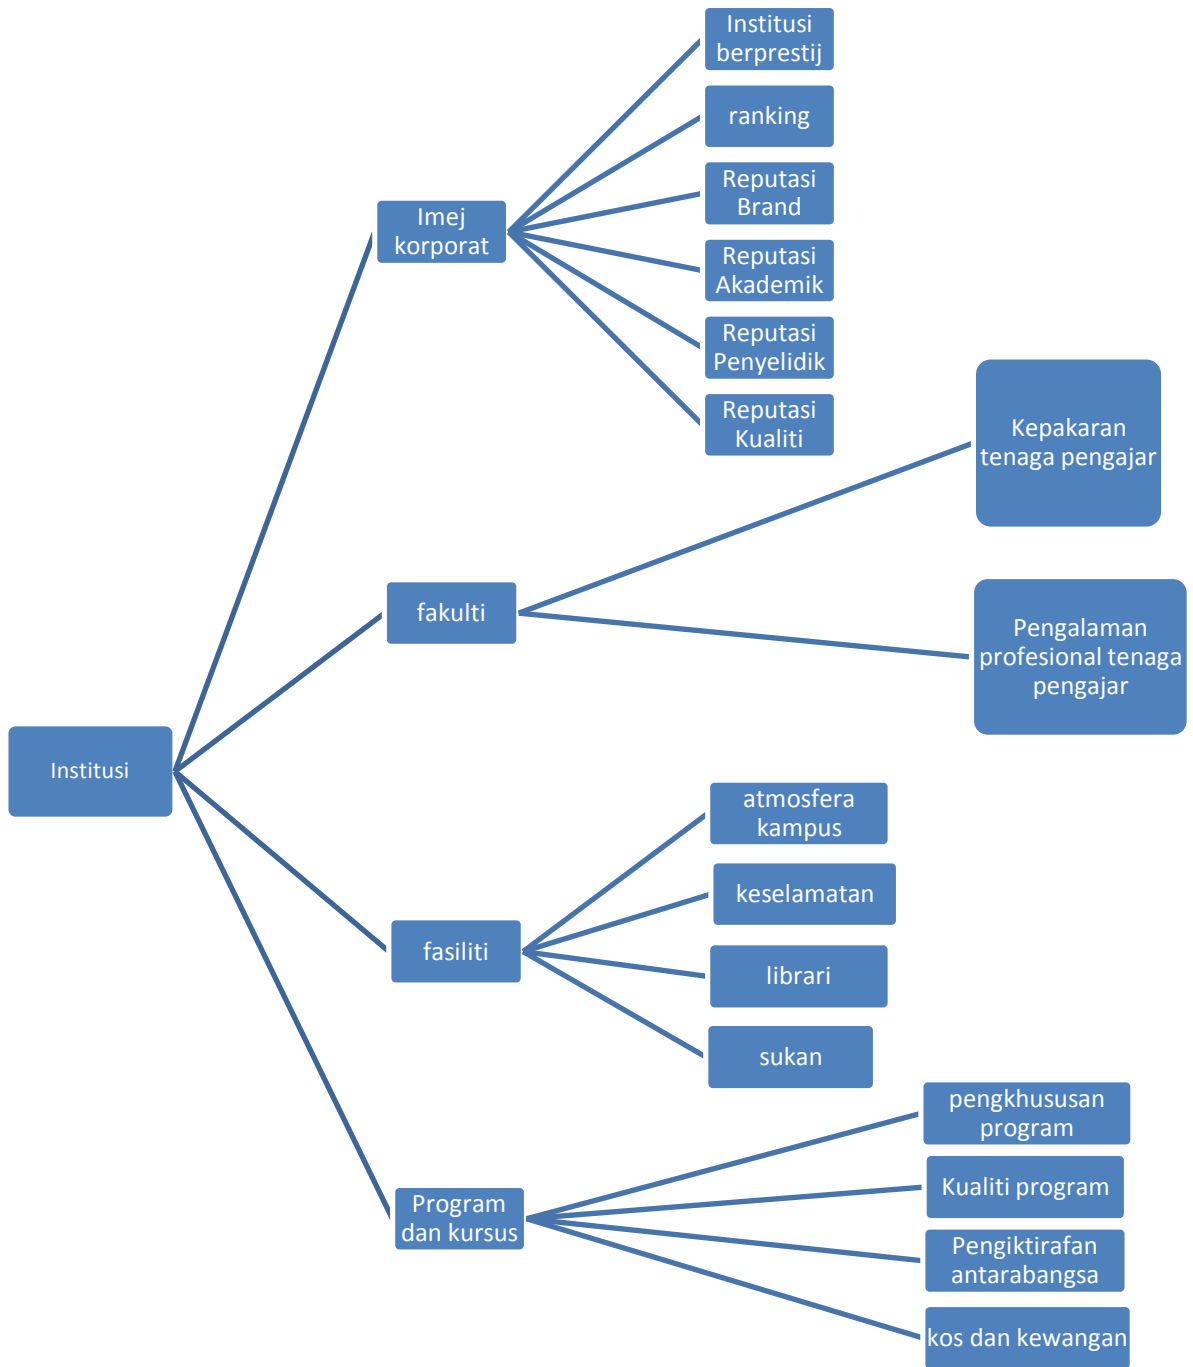 Institusi
Imej
korporat
Institusi
berprestij
ranking
Reputasi
Brand
Reputasi
Akademik
Reputasi
Penyelidik
Reputasi
Kualiti
fakulti
Kepakaran
tenaga pengajar
Pengalaman
profesional tenaga
pengajar
fasiliti
atmosfera
kampus
keselamatan
librari
sukan
Program
dan kursus
pengkhususan
program
Kualiti program
Pengiktirafan
antarabangsa
kos dan kewangan